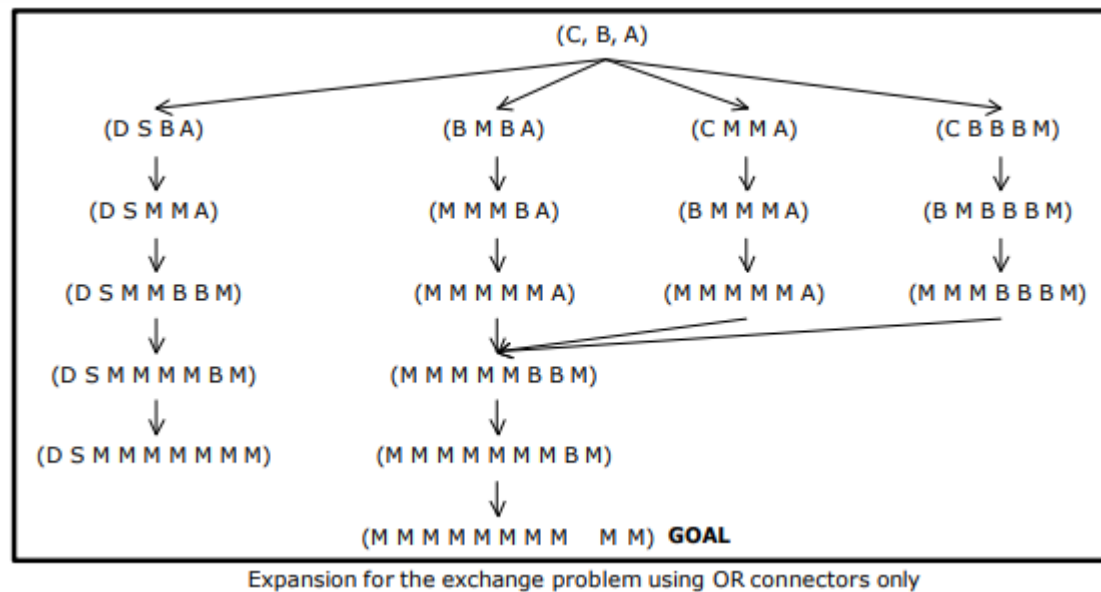 (C, B, A)
(D S B A) (B M B A) (C M M A) (C B B B M)
(D S M M A) (M M M B A) (B M M M A) (B M B B B M)
(D S M M B B M) (M M M M M A) (M M M M M A) (M M M B B B M)
(D S M M M M B M) (M M M M M B B M)
(D S M M M M M M M) (M M M M M M M B M)
(M M M M M M M M M M) GOAL
Expansion for the exchange problem using OR connectors only